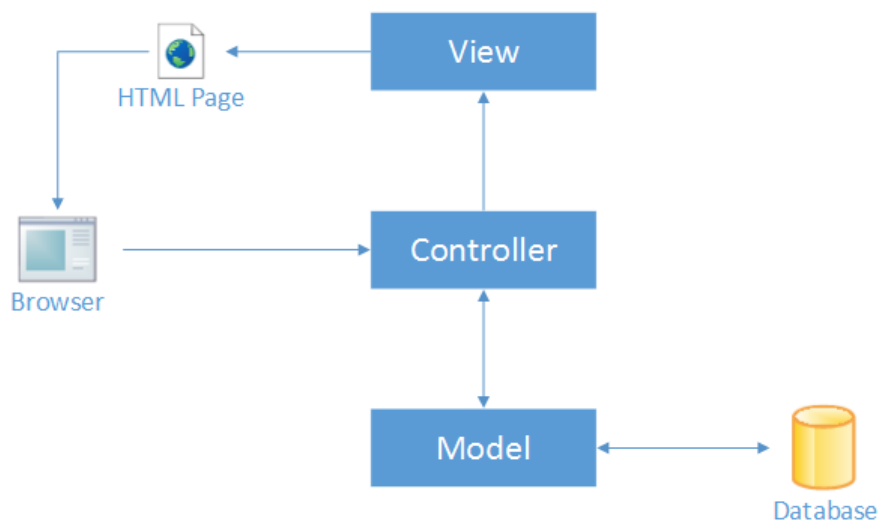 View
HTML Page
Controller
Browser
Model
Database